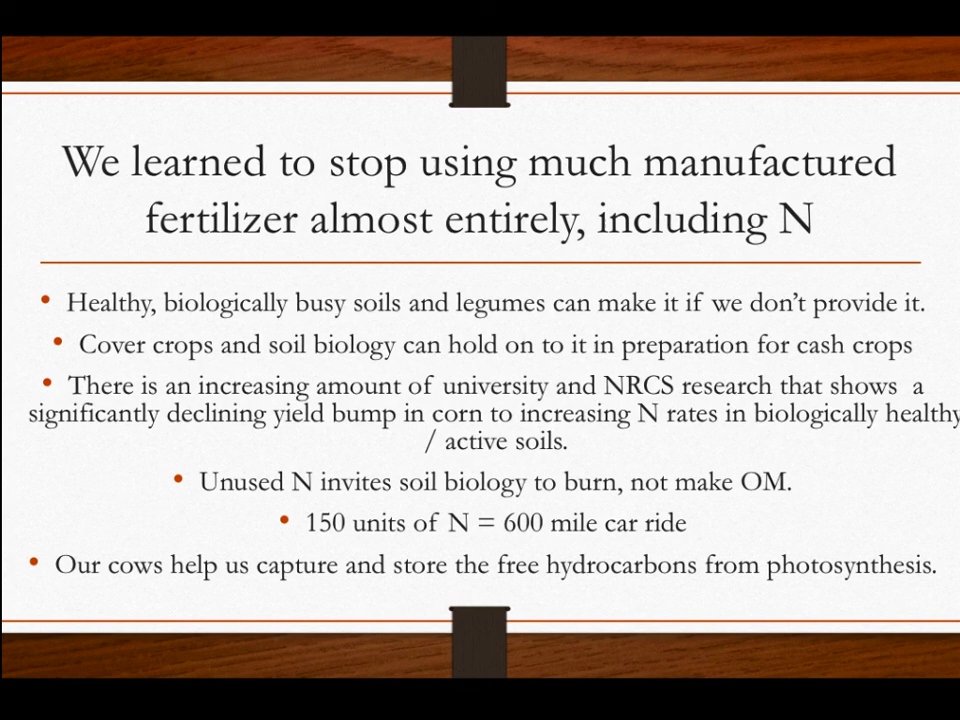 We learned to stop using much manufactured
fertilizer almost entirely, including N
• Healthy, biologically busy soils and legumes can make it if we don’t provide it.
• Cover crops and soil biology can hold on to it in preparation for cash crops
• There is an increasing amount of university and NRCS research that shows a
significantly declining yield bump in corn to increasing N rates in biologically healthy
/ active soils.
• Unused N invites soil biology to burn, not make OM.
• 150 units of N = 600 mile car ride
• Our cows help us capture and store the free hydrocarbons from photosynthesis.